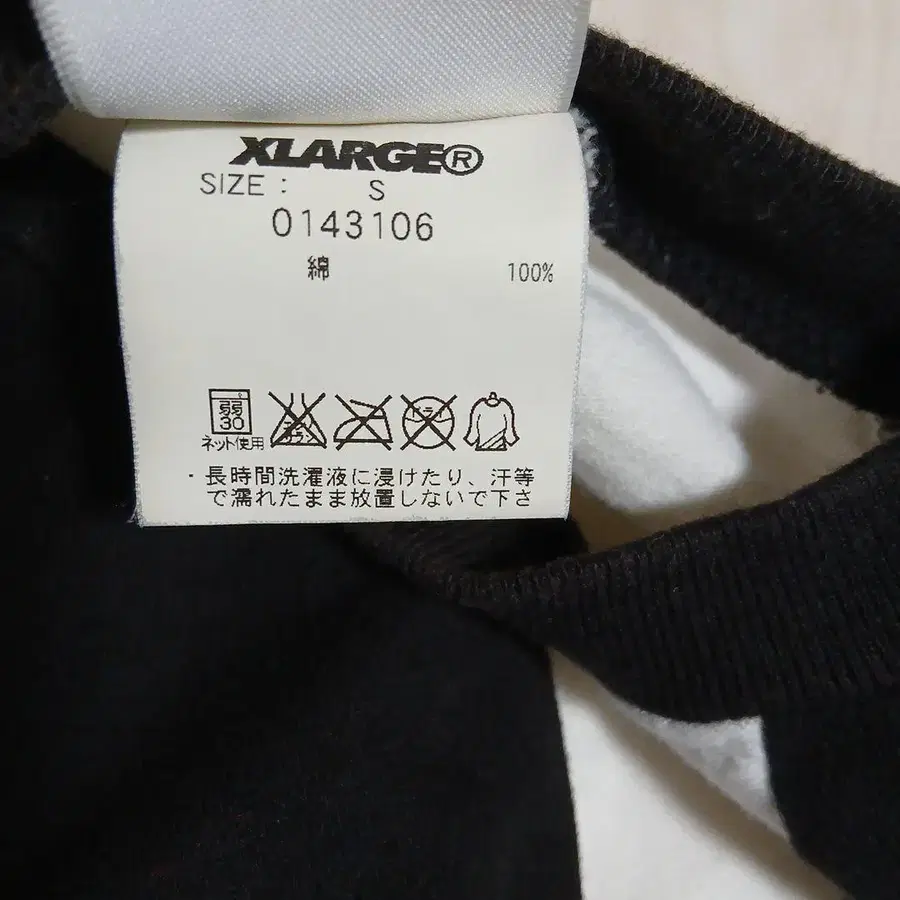 XLARGE®
SIZE : S
0143106
綿 100%
弱
30
ネット使用
・長時間洗濯液に浸けたり、汗等
で濡れたまま放置しないで下さ